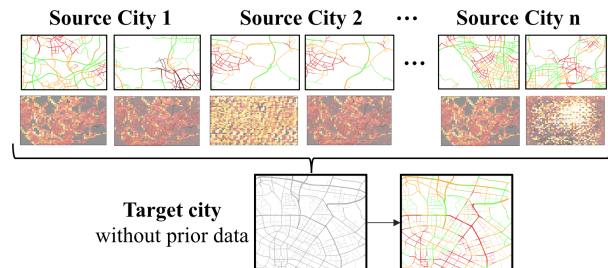 Source City 1
Source City 2
...
Source City n
...
Target city
without prior data